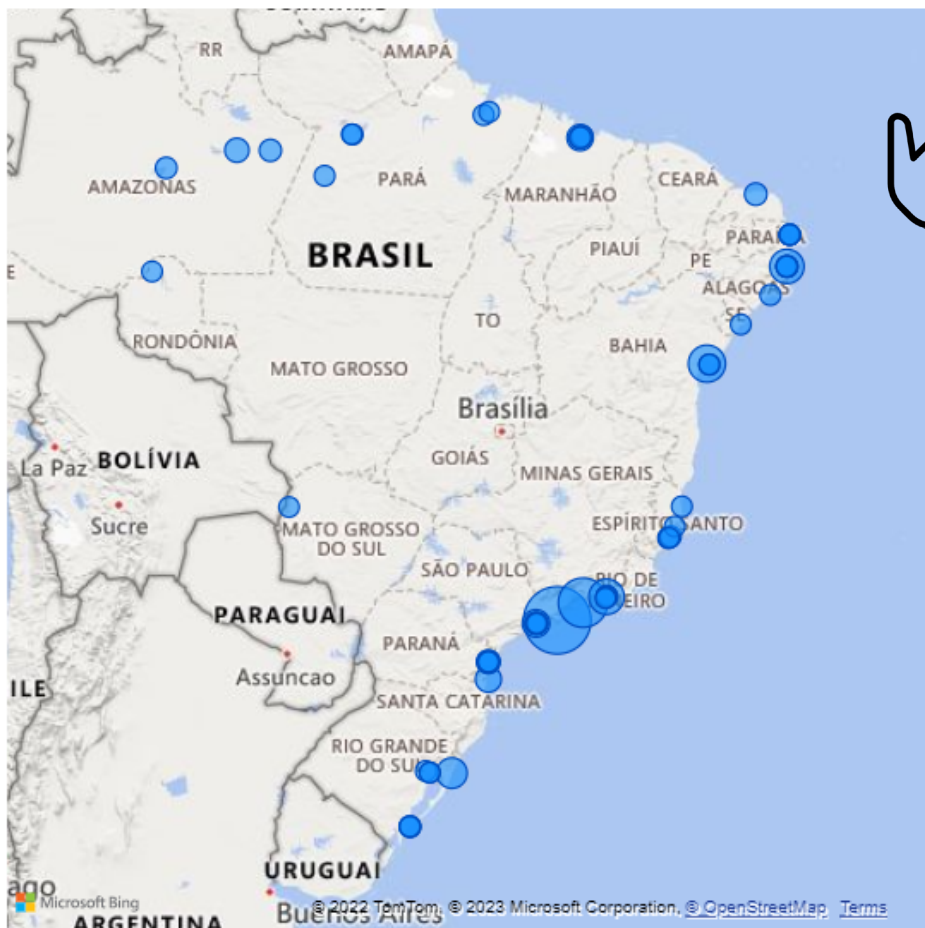 RR
AMAPÁ
AMAZONAS
PARÁ
MARANHÃO
CEARÁ
BRASIL
PIAUÍ
PARAÍBA
PE
ALAGOAS
SE
TO
E
RONDÔNIA
MATO GROSSO
BAHIA
Brasília
GOIÁS
MINAS GERAIS
La Paz
BOLÍVIA
Sucre
MATO GROSSO
DO SUL
ESPÍRITO SANTO
SÃO PAULO
RIO DE
JANEIRO
PARAGUAI
PARANÁ
Assuncao
ILE
SANTA CATARINA
RIO GRANDE
DO SUL
URUGUAI
ago
Microsoft Bing
Buenos Aires
© 2022 TomTom, © 2023 Microsoft Corporation, © OpenStreetMap Terms
ARGENTINA